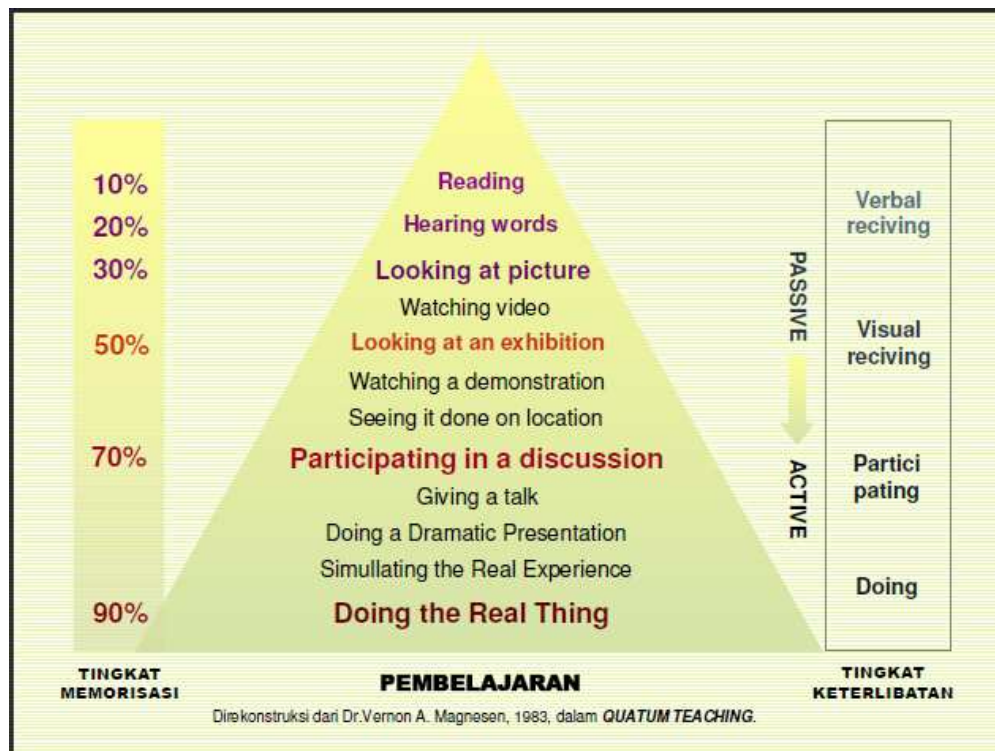 10%
20%
30%
50%
70%
90%
TINGKAT
MEMORISASI
Reading
Hearing words
Looking at picture
Watching video
Looking at an exhibition
Watching a demonstration
Seeing it done on location
Participating in a discussion
Giving a talk
Doing a Dramatic Presentation
Simullating the Real Experience
Doing the Real Thing
PEMBELAJARAN
PASSIVE
ACTIVE
Verbal
reciving
Visual
reciving
Partici
pating
Doing
TINGKAT
KETERLIBATAN
Direkonstruksi dari Dr.Vernon A. Magnesen, 1983, dalam QUATUM TEACHING.